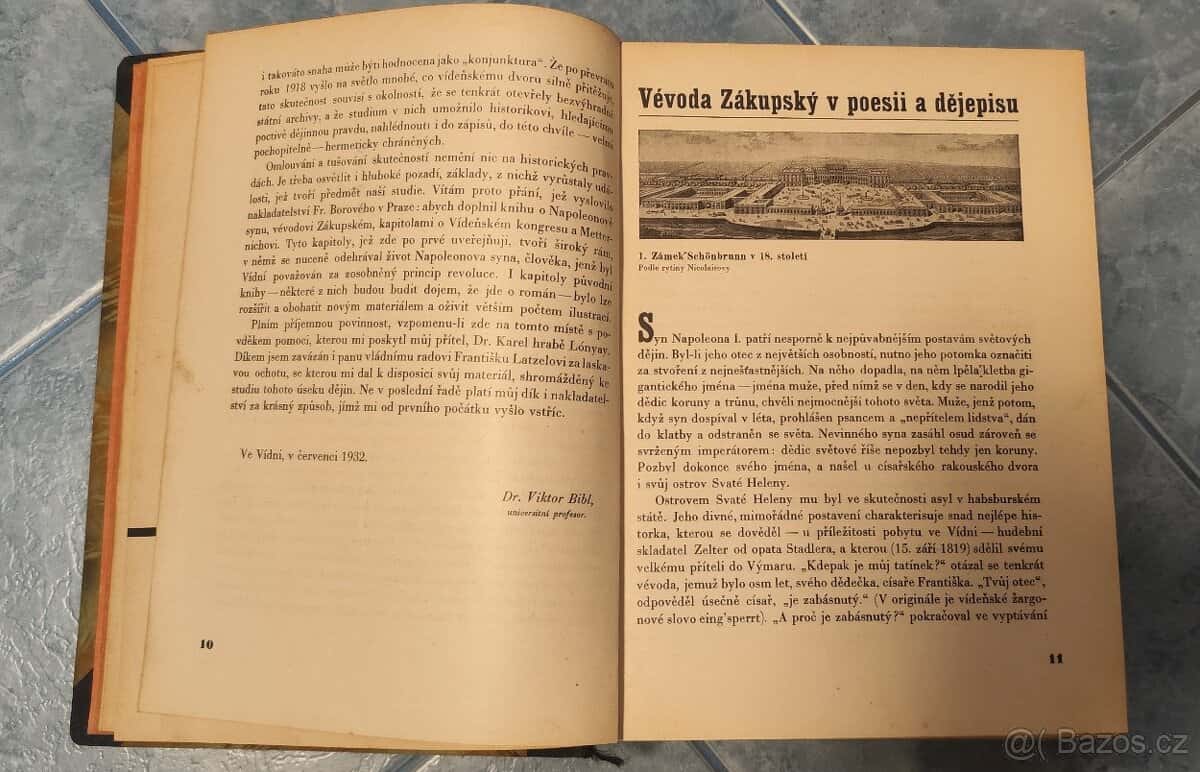 i takováto snaha může býti hodnocena jako „konjunktura“. Že po převratu
roku 1918 vyšlo na světlo mnohé, co vídeňskému dvoru silně přitěžuje,
tato skutečnost souvisí s okolností, že se tenkrát otevřely bezvýhradně
státní archivy, a že studium v nich umožnilo historikovi, hledajícímu
poctivě dějinnou pravdu, nahlédnouti i do zápisů, do této chvíle — velmi
pochopitelně — hermeticky chráněných.
Omlouvání a tušování skutečností nemění nic na historických prav-
dách. Je třeba osvětlit i hluboké pozadí, základy, z nichž vyrůstaly udá-
losti, jež tvoří předmět naší studie. Vítám proto přání, jež vyslovilo
nakladatelství Fr. Borového v Praze: abych doplnil knihu o Napoleonově
synu, vévodovi Zákupském, kapitolami o Vídeňském kongresu a Metter-
nichovi. Tyto kapitoly, jež zde po prvé uveřejňuji, tvoří široký rám,
v němž se nuceně odehrával život Napoleonova syna, člověka, jenž byl
Vídní považován za zosobněný princip revoluce. I kapitoly původní
knihy — některé z nich budou budit dojem, že jde o román — bylo lze
rozšířit a obohatit novým materiálem a oživit větším počtem ilustrací.
Plním příjemnou povinnost, vzpomenu-li zde na tomto místě s po-
vděkem pomoci, kterou mi poskytl můj přítel, Dr. Karel hrabě Lónyay.
Díkem jsem zavázán i panu vládnímu radovi Františku Latzelovi za laska-
vou ochotu, se kterou mi dal k disposici svůj materiál, shromážděný ke
studiu tohoto úseku dějin. Ne v poslední řadě platí můj dík i nakladatel-
ství za krásný způsob, jímž mi od prvního počátku vyšlo vstříc.
Ve Vídni, v červenci 1932.
Dr. Viktor Bibl,
universitní profesor.
10
Vévoda Zákupský v poesii a dějepisu
1. Zámek Schönbrunn v 18. století
Podle rytiny Nicolaisovy
Syn Napoleona I. patří nesporně k nejpůvabnějším postavám světových
dějin. Byl-li jeho otec z největších osobností, nutno jeho potomka označiti
za stvoření z nejnešťastnějších. Na něho dopadla, na něm lpěla kletba gi-
gantického jména — jména muže, před nímž se v den, kdy se narodil jeho
dědic koruny a trůnu, chvěli nejmocnější tohoto světa. Muže, jenž potom,
když syn dospíval v léta, prohlášen psancem a „nepřítelem lidstva“, dán
do klatby a odstraněn se světa. Nevinného syna zasáhl osud zároveň se
svrženým imperátorem: dědic světové říše nepozbyl tehdy jen koruny.
Pozbyl dokonce svého jména, a našel u císařského rakouského dvora
i svůj ostrov Svaté Heleny.
Ostrovem Svaté Heleny mu byl ve skutečnosti asyl v habsburském
státě. Jeho divné, mimořádné postavení charakterisuje snad nejlépe his-
torka, kterou se dověděl — u příležitosti pobytu ve Vídni — hudební
skladatel Zelter od opata Stadlera, a kterou (15. září 1819) sdělil svému
velkému příteli do Výmaru. „Kdepak je můj tatínek?“ otázal se tenkrát
vévoda, jemuž bylo osm let, svého dědečka, císaře Františka. „Tvůj otec“,
odpověděl úsečně císař, „je zabásnutý.“ (V originále je vídeňské žargo-
nové slovo eing'sperrt). „A proč je zabásnutý?“ pokračoval ve vyptávání
11
@( Bazos.cz